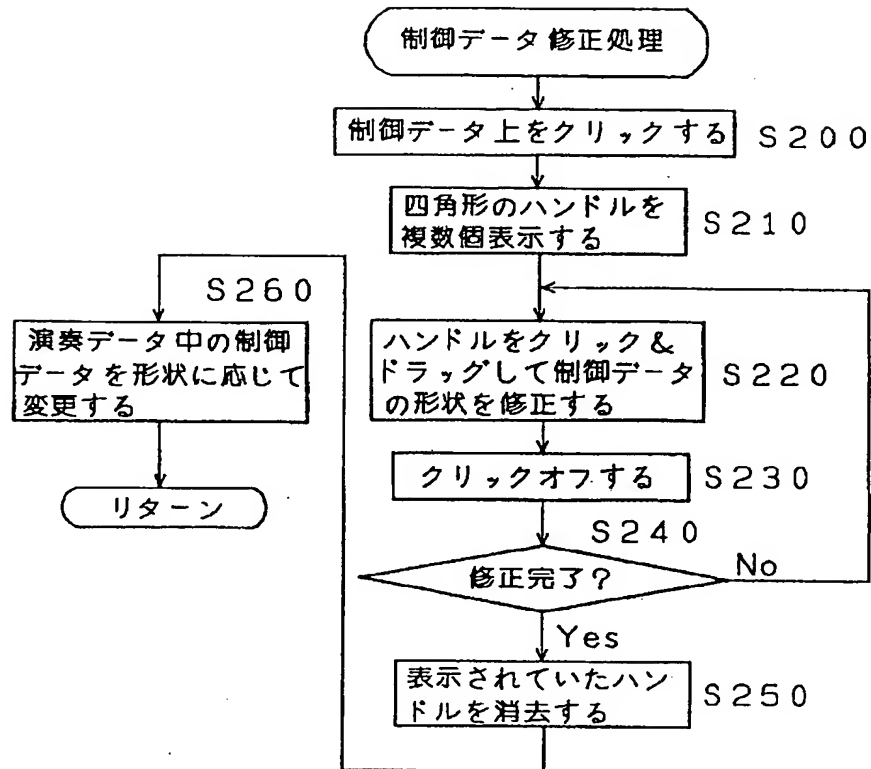 制御データ修正処理
制御データ上をクリックする
S200
四角形のハンドルを
複数個表示する
S210
ハンドルをクリック&
ドラッグして制御データ
の形状を修正する
S220
クリックオフする
S230
S240
修正完了?
No
Yes
表示されていたハン
ドルを消去する
S250
S260
演奏データ中の制御
データを形状に応じて
変更する
リターン